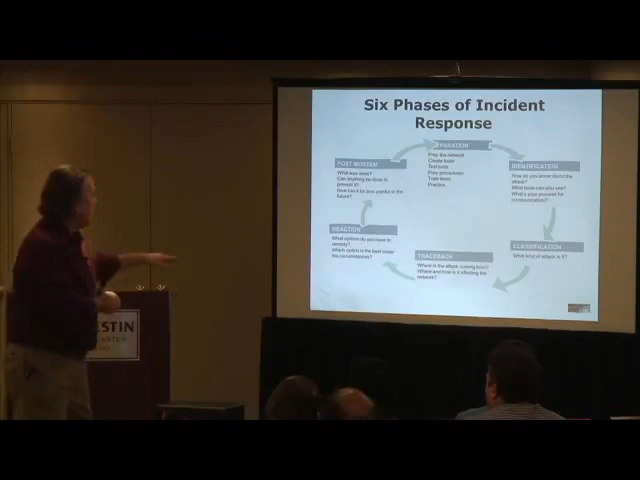 Six Phases of Incident
Response
PREPARATION
Prep the network
Create tools
Test tools
Prep procedures
Train team
Practice
IDENTIFICATION
How do you know about the
attack?
What tools can you use?
What's your process for
communication?
CLASSIFICATION
What kind of attack is it?
TRACEBACK
Where is the attack coming from?
Where and how is it affecting the
network?
REACTION
What options do you have to
remedy?
Which option is the best under
the circumstances?
POST MORTEM
What was done?
Can anything be done to
prevent it?
How can it be less painful in the
future?
ESTIN